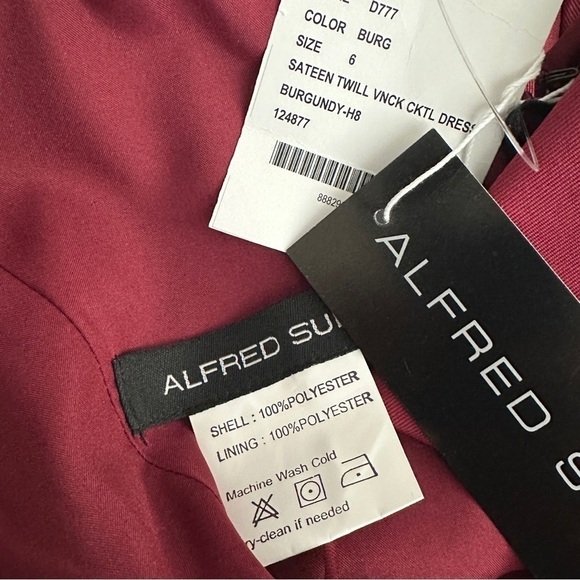 D777
COLOR BURG
SIZE 6
SATEEN TWILL VNCK CKTL DRESS
BURGUNDY-H8
124877
8882
ALFRED S
ALFRED SU
SHELL : 100%POLYESTER
LINING : 100%POLYESTER
Machine Wash Cold
ry-clean if needed